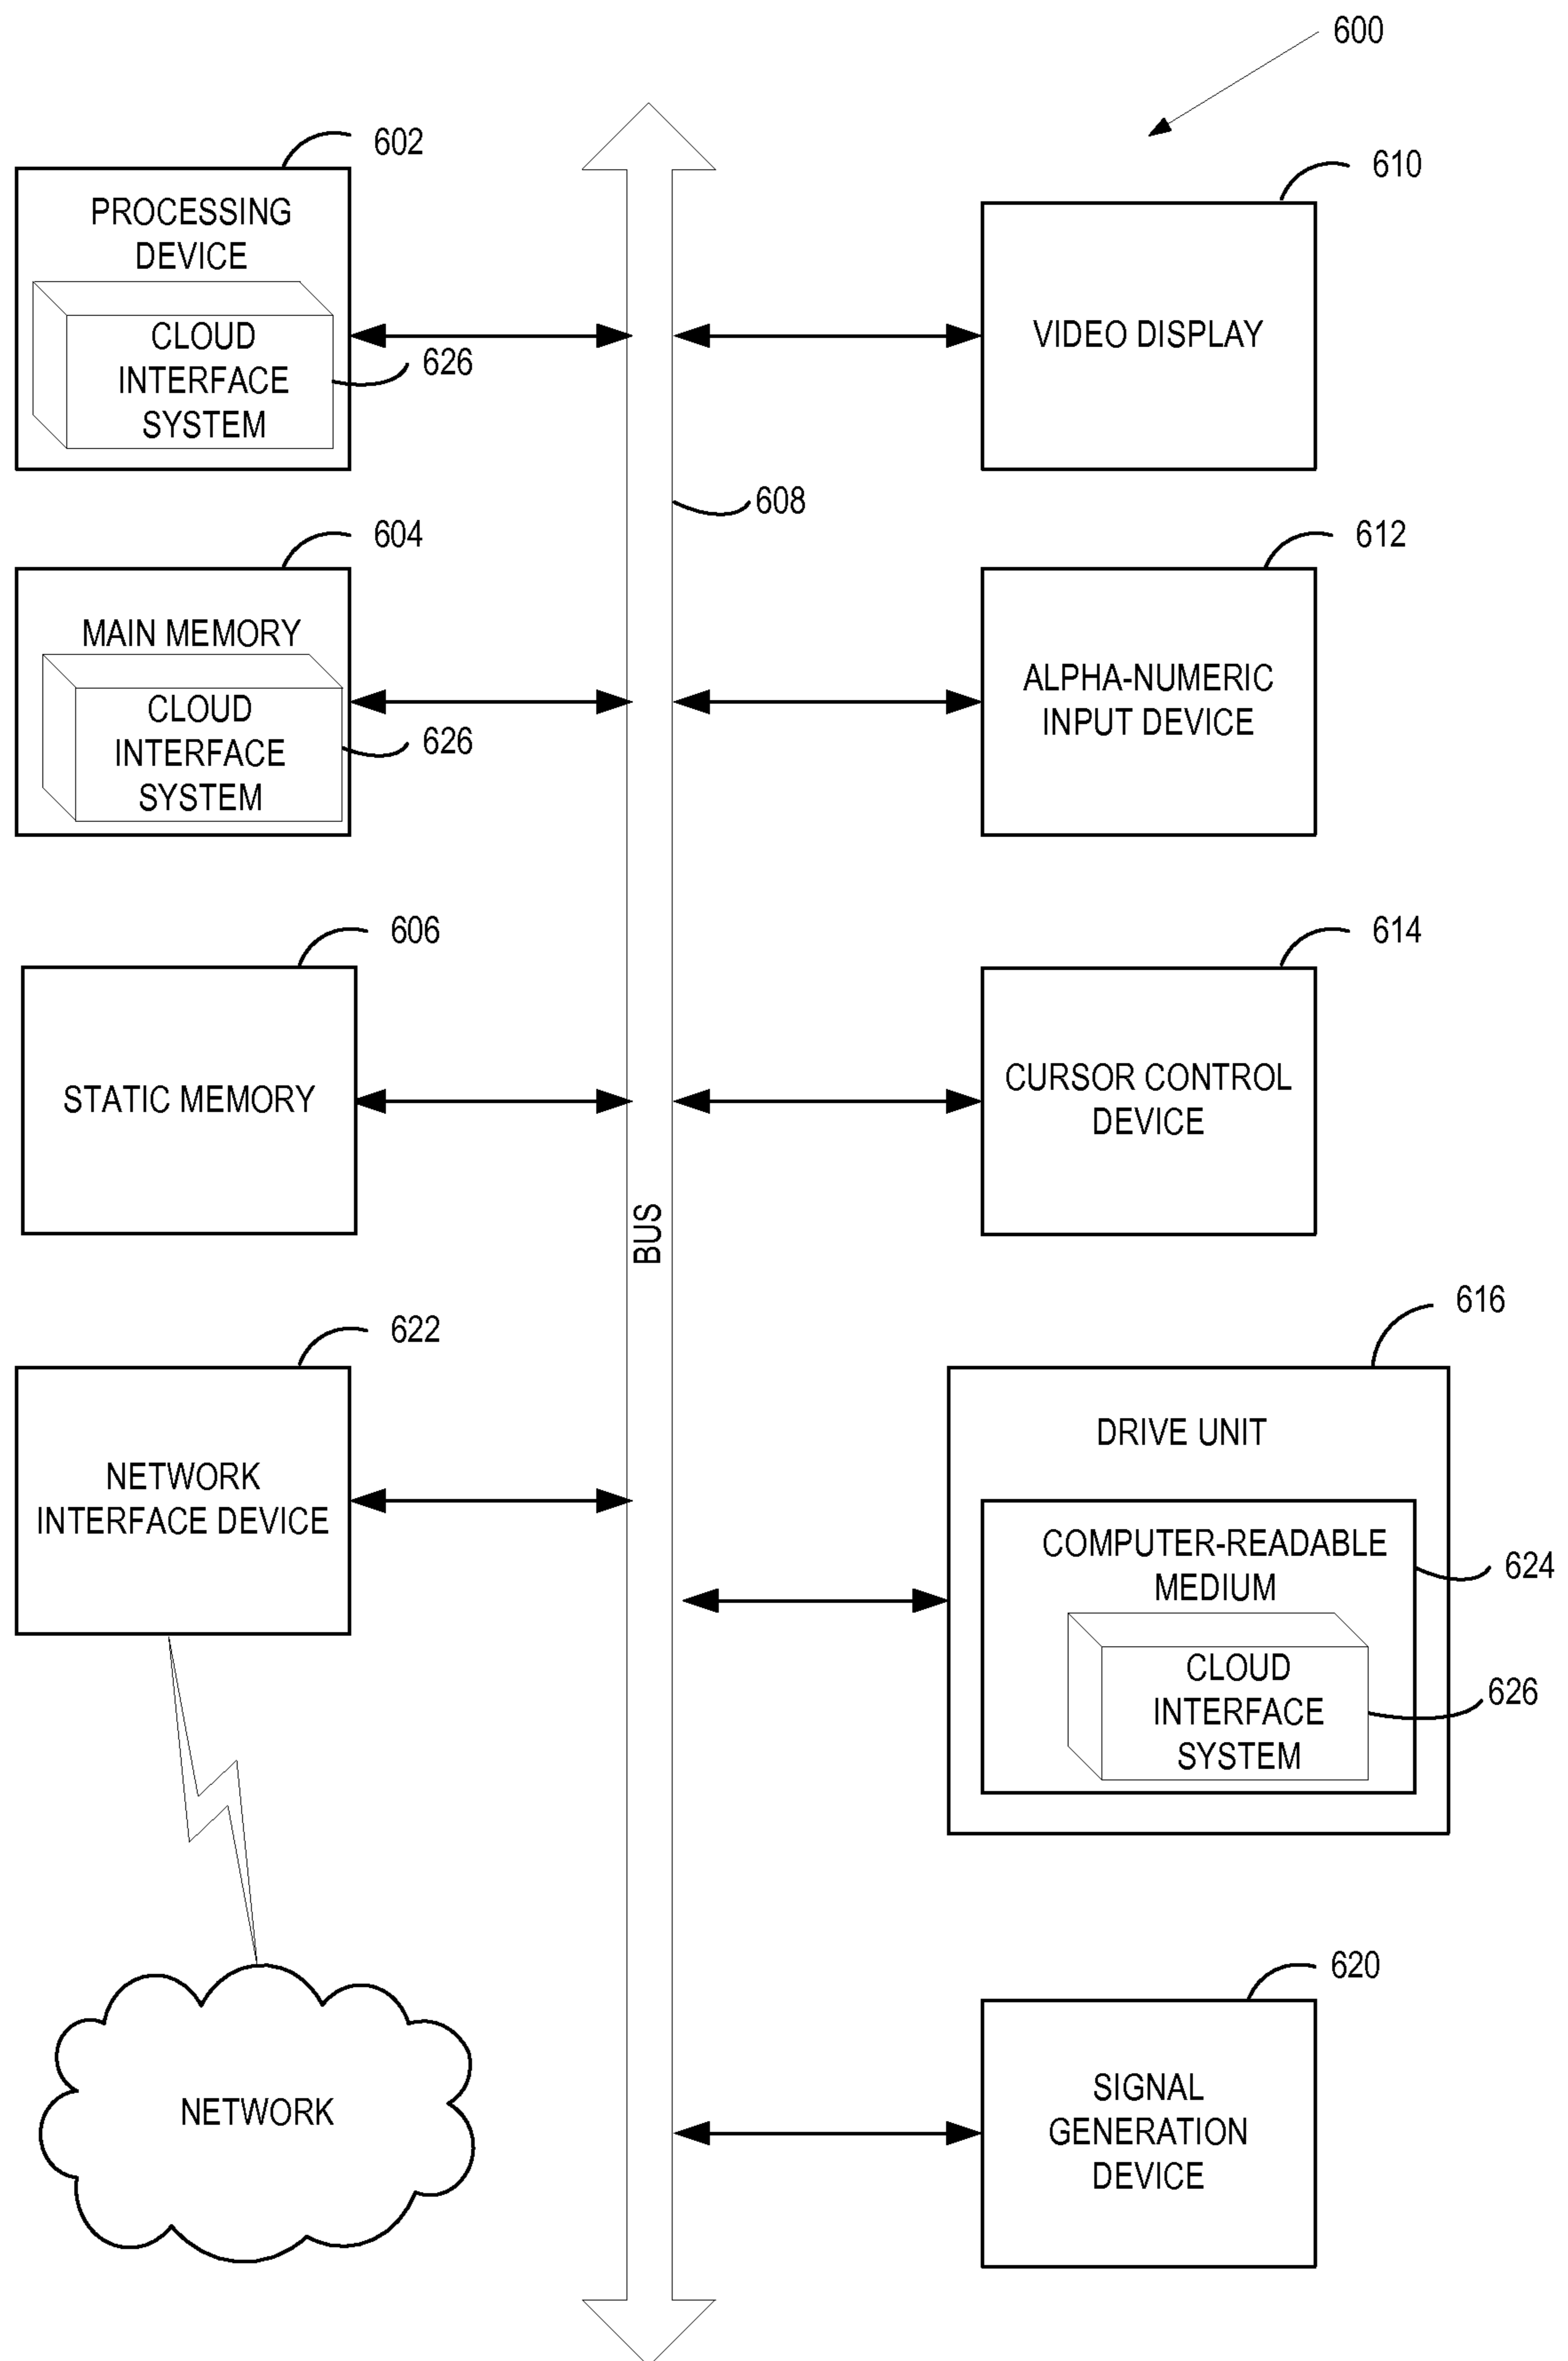 600
602
PROCESSING
DEVICE
CLOUD
INTERFACE
SYSTEM
626
610
VIDEO DISPLAY
608
604
MAIN MEMORY
CLOUD
INTERFACE
SYSTEM
626
612
ALPHA-NUMERIC
INPUT DEVICE
606
STATIC MEMORY
614
CURSOR CONTROL
DEVICE
BUS
622
NETWORK
INTERFACE DEVICE
616
DRIVE UNIT
COMPUTER-READABLE
MEDIUM
624
CLOUD
INTERFACE
SYSTEM
626
NETWORK
620
SIGNAL
GENERATION
DEVICE